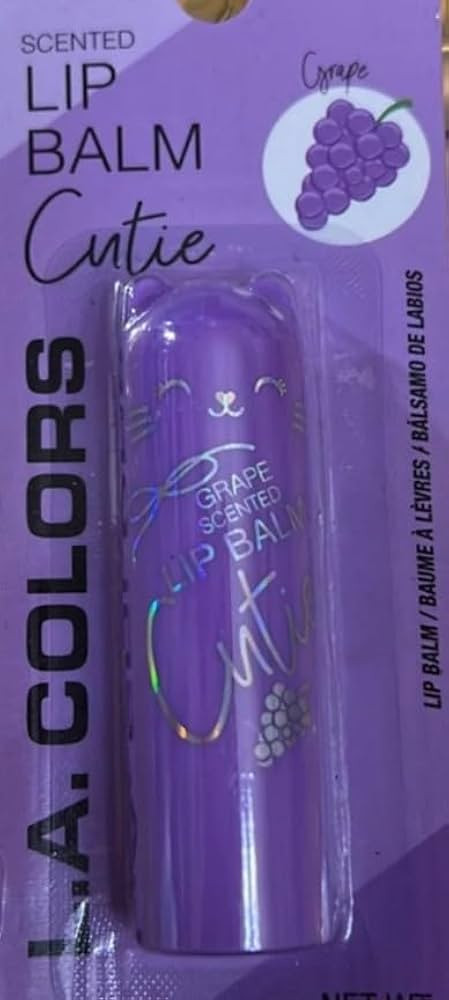 SCENTED
LIP
BALM
Cutie
Grape
L.A. COLORS
GRAPE
SCENTED
LIP BALM
Cutie
LIP BALM / BAUME À LÈVRES / BÁLSAMO DE LABIOS